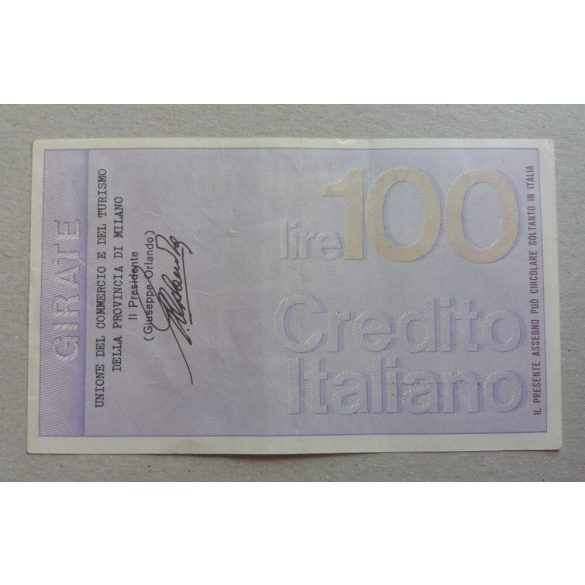 GIRATE
UNIONE DEL COMMERCIO E DEL TURISMO
DELLA PROVINCIA DI MILANO
Il Presidente
(Giuseppe Orlando)
lire 100
Credito
Italiano
IL PRESENTE ASSEGNO PUÒ CIRCOLARE SOLTANTO IN ITALIA